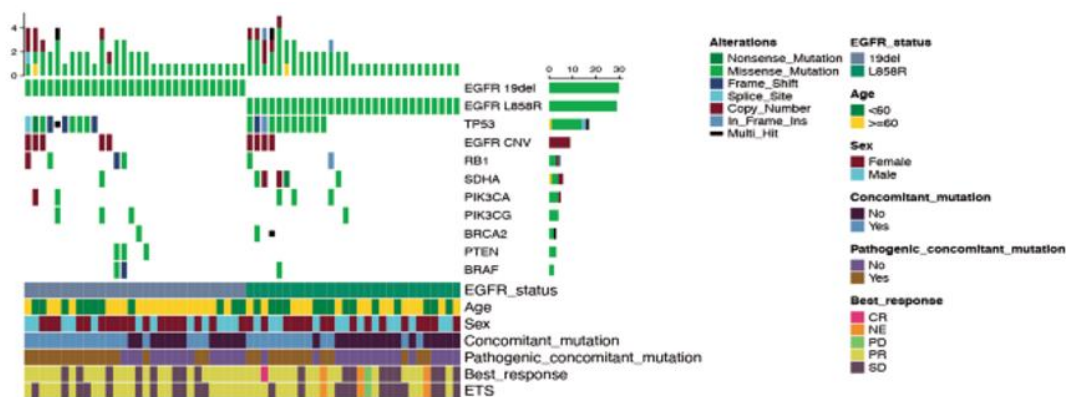 4
2
0
0 10 20 30
EGFR 19del
EGFR L858R
TP53
EGFR CNV
RB1
SDHA
PIK3CA
PIK3CG
BRCA2
PTEN
BRAF
EGFR_status
Age
Sex
Concomitant_mutation
Pathogenic_concomitant_mutation
Best_response
ETS
Alterations
Nonsense_Mutation
Missense_Mutation
Frame_Shift
Splice_Site
Copy_Number
In_Frame_Ins
Multi_Hit
EGFR_status
19del
L858R
Age
<60
>=60
Sex
Female
Male
Concomitant_mutation
No
Yes
Pathogenic_concomitant_mutation
No
Yes
Best_response
CR
NE
PD
PR
SD